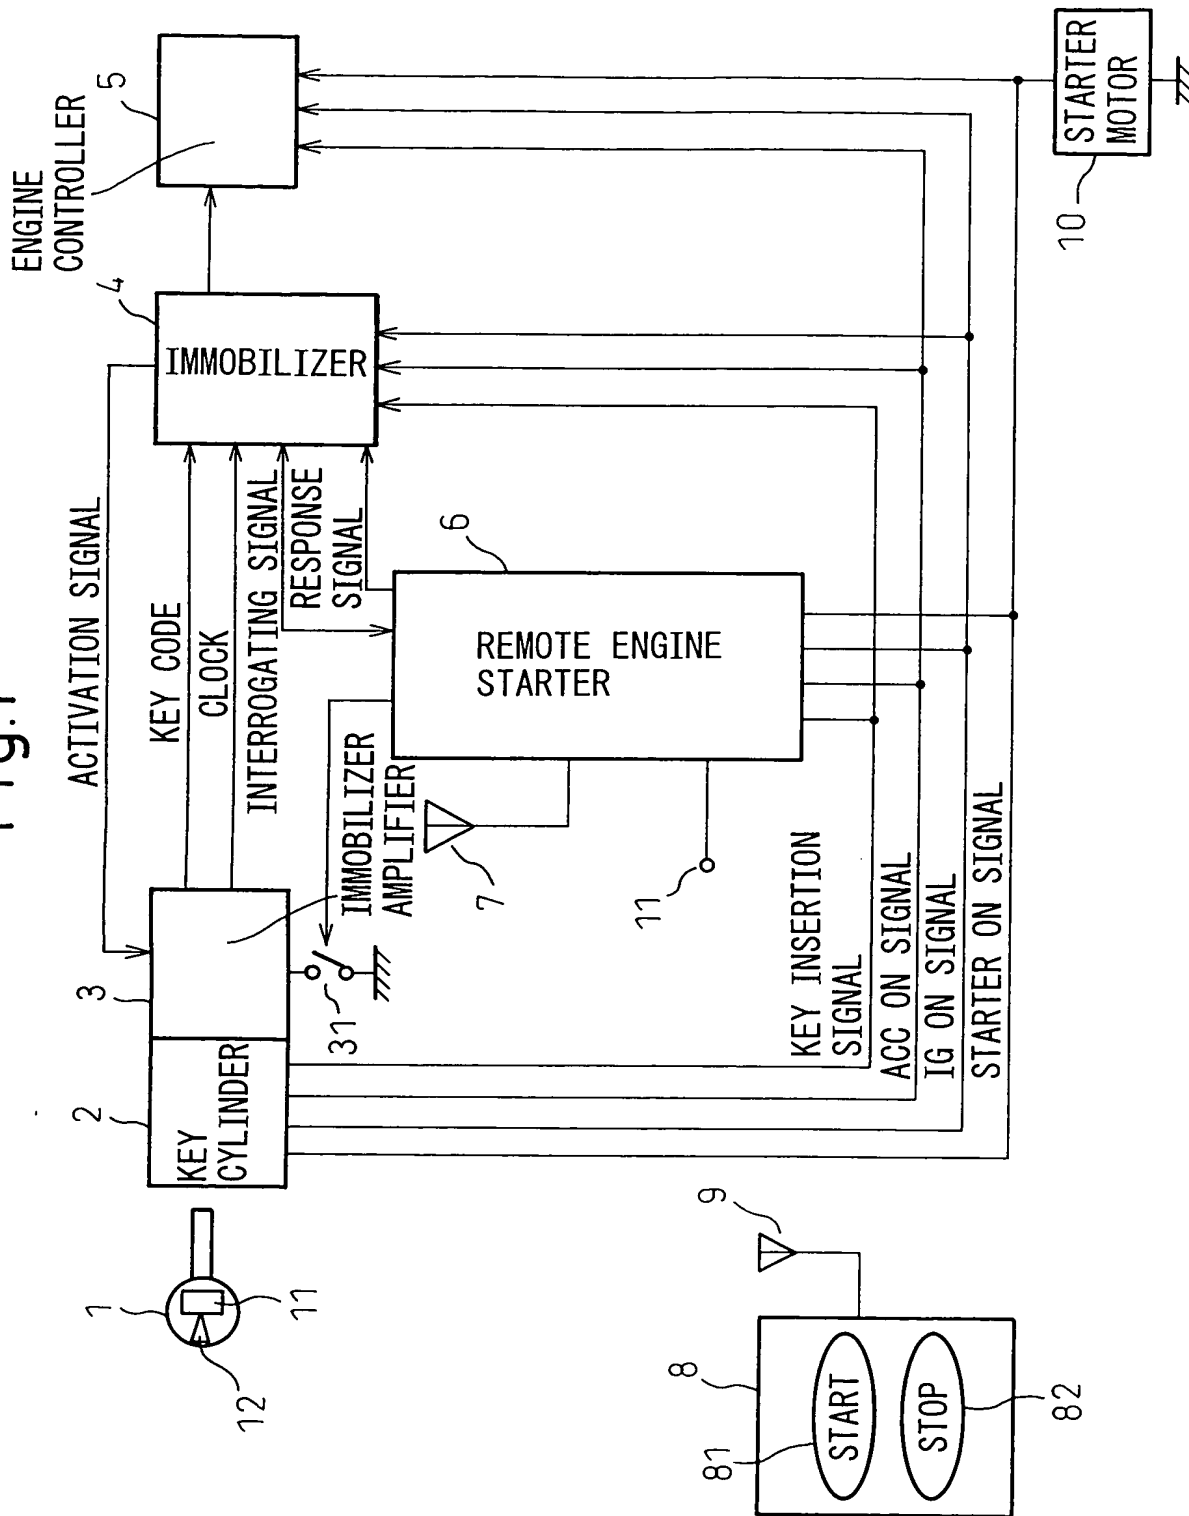 Fig.1
ENGINE
CONTROLLER
5
4
ACTIVATION SIGNAL
IMMOBILIZER
KEY CODE
CLOCK
INTERROGATING SIGNAL
RESPONSE
SIGNAL
6
REMOTE ENGINE
STARTER
3
2
KEY
CYLINDER
IMMOBILIZER
AMPLIFIER
31
7
11
1
11
12
KEY INSERTION
SIGNAL
ACC ON SIGNAL
IG ON SIGNAL
STARTER ON SIGNAL
STARTER
MOTOR
10
9
8
START
81
STOP
82